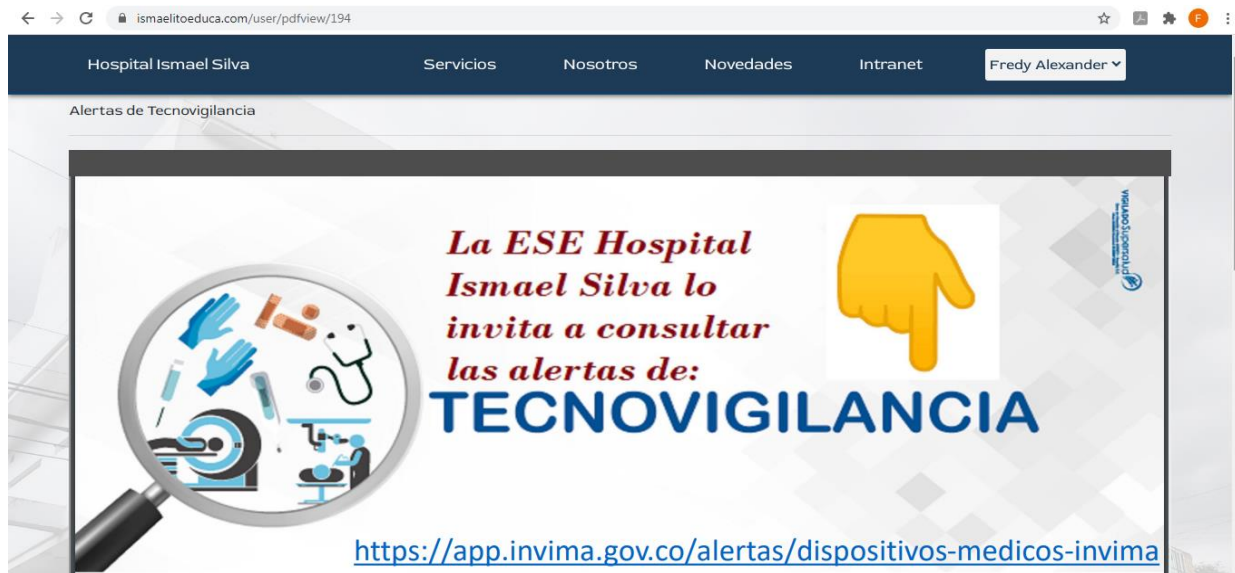 ismaelitoeduca.com/user/pdfview/194
F
Hospital Ismael Silva Servicios Nosotros Novedades Intranet Fredy Alexander
Alertas de Tecnovigilancia
La ESE Hospital
Ismael Silva lo
invita a consultar
las alertas de:
TECNOVIGILANCIA
VIGILADO Supersalud
https://app.invima.gov.co/alertas/dispositivos-medicos-invima